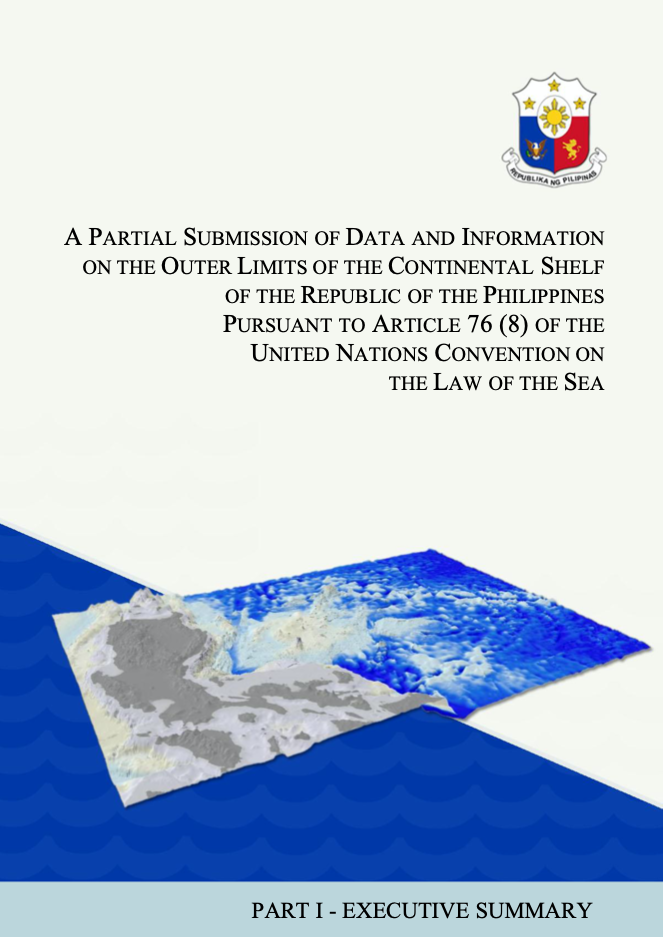 REPUBLIKA NG PILIPINAS
A PARTIAL SUBMISSION OF DATA AND INFORMATION
ON THE OUTER LIMITS OF THE CONTINENTAL SHELF
OF THE REPUBLIC OF THE PHILIPPINES
PURSUANT TO ARTICLE 76 (8) OF THE
UNITED NATIONS CONVENTION ON
THE LAW OF THE SEA
PART I - EXECUTIVE SUMMARY